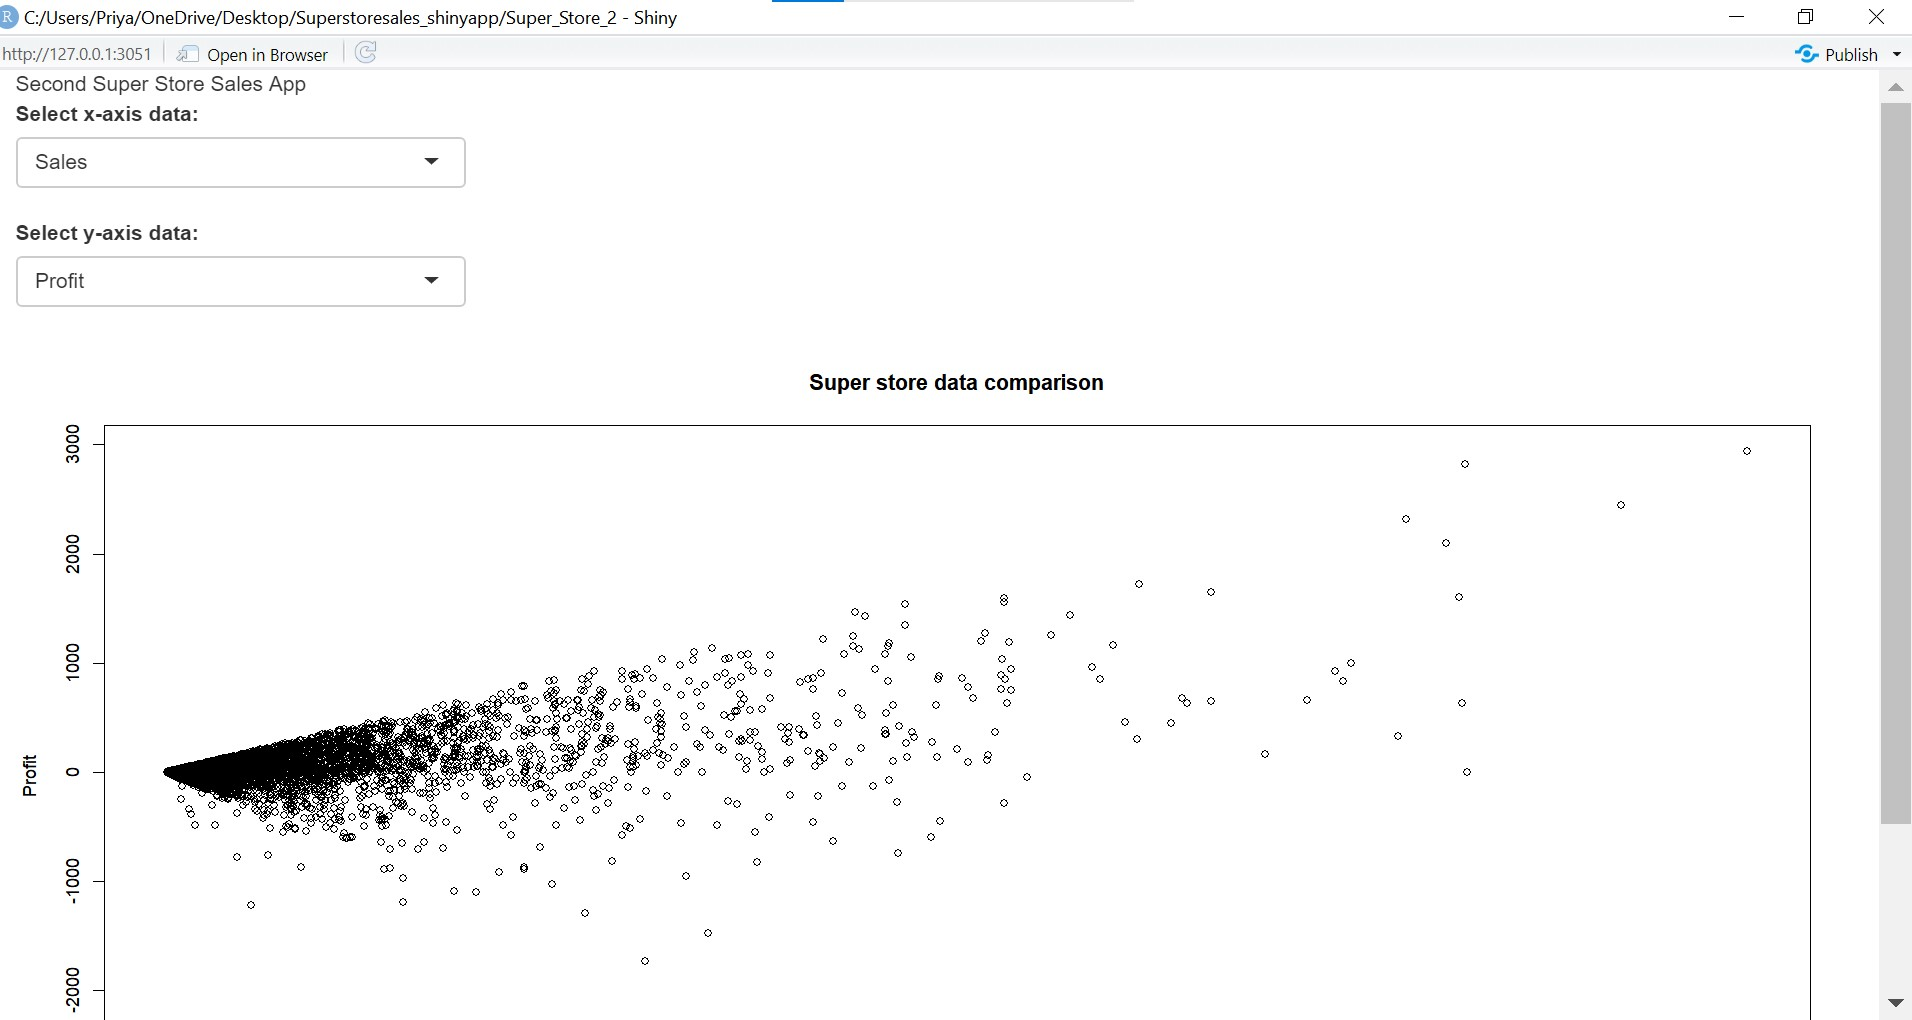 R C:/Users/Priya/OneDrive/Desktop/Superstoresales_shinyapp/Super_Store_2 - Shiny
http://127.0.0.1:3051 Open in Browser Publish
Second Super Store Sales App
Select x-axis data:
Sales
Select y-axis data:
Profit
Super store data comparison
3000
2000
1000
0
-1000
-2000
Profit